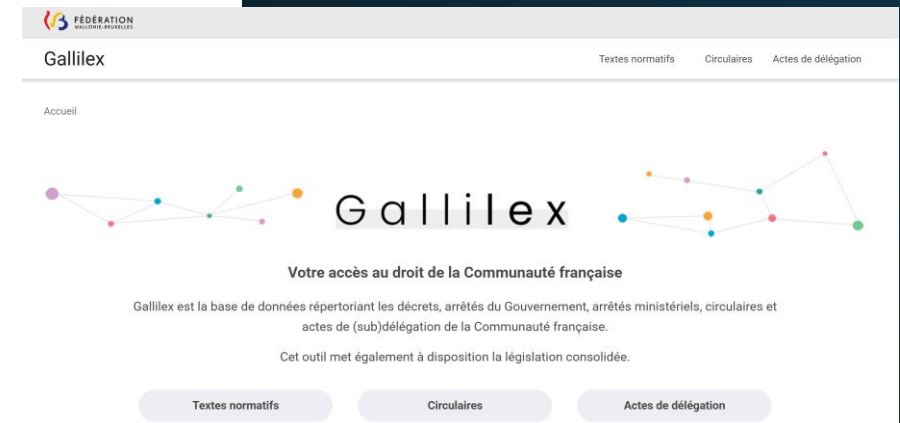 FÉDÉRATION
WALLONIE-BRUXELLES
Gallilex
Textes normatifs Circulaires Actes de délégation
Accueil
Gallilex
Votre accès au droit de la Communauté française
Gallilex est la base de données répertoriant les décrets, arrêtés du Gouvernement, arrêtés ministériels, circulaires et
actes de (sub)délégation de la Communauté française.
Cet outil met également à disposition la législation consolidée.
Textes normatifs Circulaires Actes de délégation